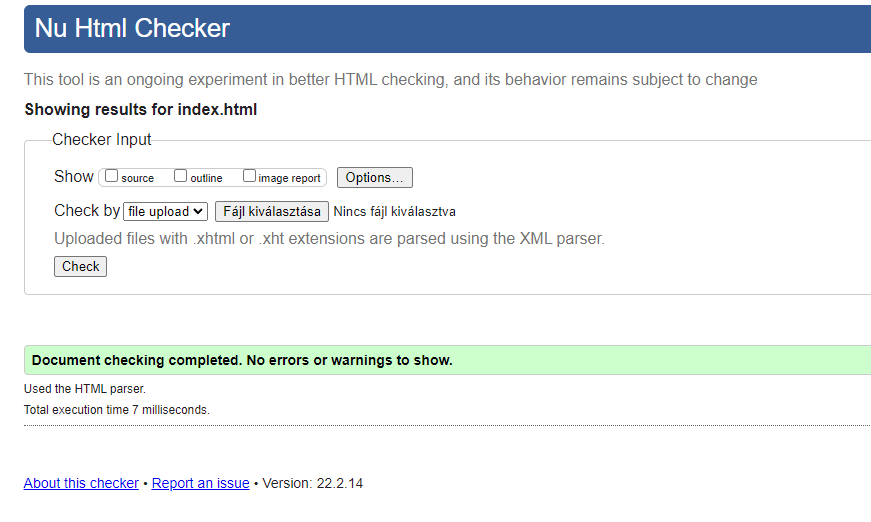 Nu Html Checker
This tool is an ongoing experiment in better HTML checking, and its behavior remains subject to change
Showing results for index.html
Checker Input
Show source outline image report Options...
Check by file upload Fájl kiválasztása Nincs fájl kiválasztva
Uploaded files with .xhtml or .xht extensions are parsed using the XML parser.
Check
Document checking completed. No errors or warnings to show.
Used the HTML parser.
Total execution time 7 milliseconds.
About this checker • Report an issue • Version: 22.2.14